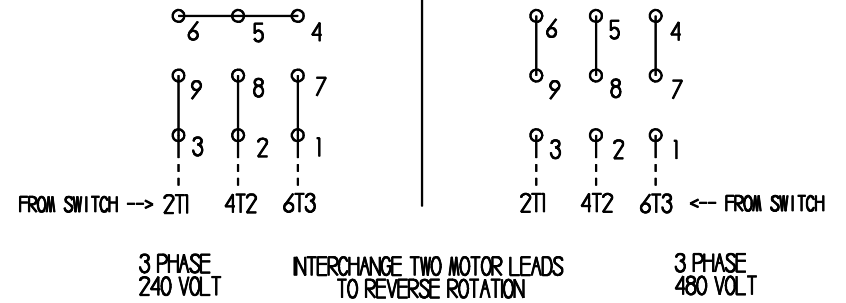 6 5 4 6 5 4
9 8 7 9 8 7
3 2 1 3 2 1
FROM SWITCH --> 2T1 4T2 6T3 2T1 4T2 6T3 <-- FROM SWITCH
3 PHASE
240 VOLT
INTERCHANGE TWO MOTOR LEADS
TO REVERSE ROTATION
3 PHASE
480 VOLT